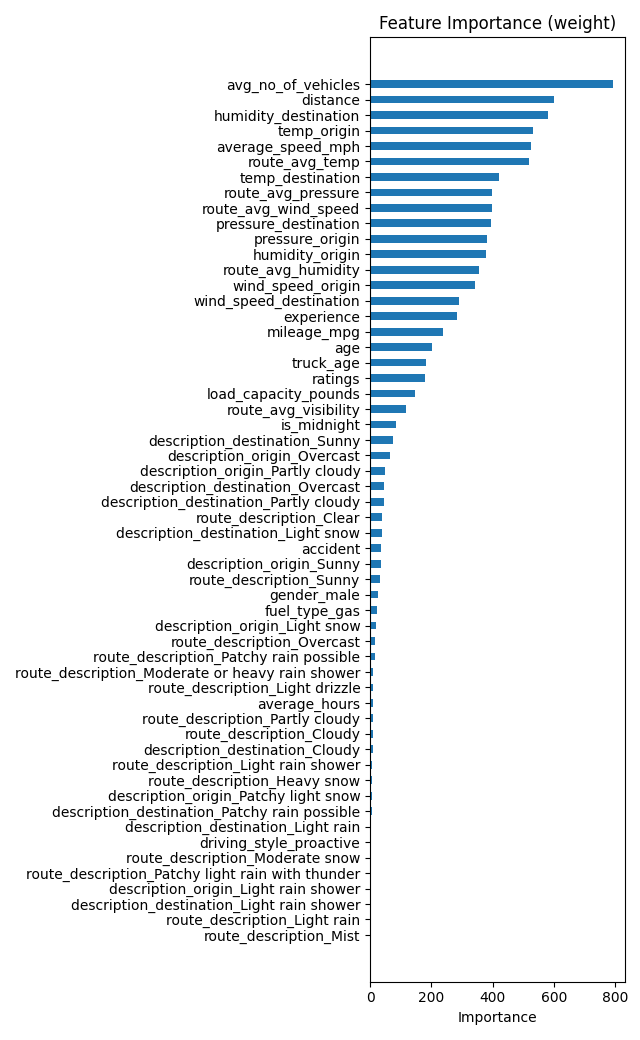 Feature Importance (weight)
avg_no_of_vehicles
distance
humidity_destination
temp_origin
average_speed_mph
route_avg_temp
temp_destination
route_avg_pressure
route_avg_wind_speed
pressure_destination
pressure_origin
humidity_origin
route_avg_humidity
wind_speed_origin
wind_speed_destination
experience
mileage_mpg
age
truck_age
ratings
load_capacity_pounds
route_avg_visibility
is_midnight
description_destination_Sunny
description_origin_Overcast
description_origin_Partly cloudy
description_destination_Overcast
description_destination_Partly cloudy
route_description_Clear
description_destination_Light snow
accident
description_origin_Sunny
route_description_Sunny
gender_male
fuel_type_gas
description_origin_Light snow
route_description_Overcast
route_description_Patchy rain possible
route_description_Moderate or heavy rain shower
route_description_Light drizzle
average_hours
route_description_Partly cloudy
route_description_Cloudy
description_destination_Cloudy
route_description_Light rain shower
route_description_Heavy snow
description_origin_Patchy light snow
description_destination_Patchy rain possible
description_destination_Light rain
driving_style_proactive
route_description_Moderate snow
route_description_Patchy light rain with thunder
description_origin_Light rain shower
description_destination_Light rain shower
route_description_Light rain
route_description_Mist
0 200 400 600 800
Importance